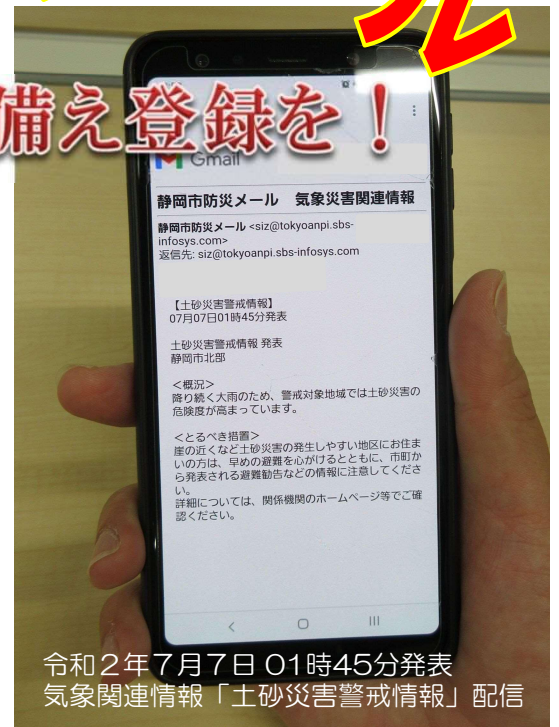 備え登録を！
Gmail
静岡市防災メール　気象災害関連情報
静岡市防災メール <siz@tokyoanpi.sbs-
infosys.com>
返信先: siz@tokyoanpi.sbs-infosys.com
【土砂災害警戒情報】
07月07日01時45分発表
土砂災害警戒情報 発表
静岡市北部
＜概況＞
降り続く大雨のため、警戒対象地域では土砂災害の
危険度が高まっています。
＜とるべき措置＞
崖の近くなど土砂災害の発生しやすい地区にお住ま
いの方は、早めの避難を心がけるとともに、市町か
ら発表される避難勧告などの情報に注意してくださ
い。
詳細については、関係機関のホームページ等でご確
認ください。
令和２年７月７日 01時45分発表
気象関連情報「土砂災害警戒情報」配信